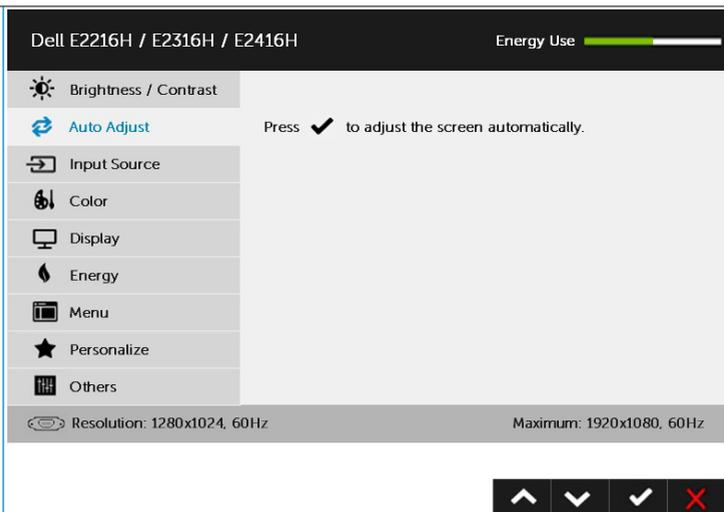 Dell E2216H / E2316H / E2416H
Energy Use
Brightness / Contrast
Auto Adjust
Press ✔ to adjust the screen automatically.
Input Source
Color
Display
Energy
Menu
Personalize
Others
Resolution: 1280x1024, 60Hz
Maximum: 1920x1080, 60Hz